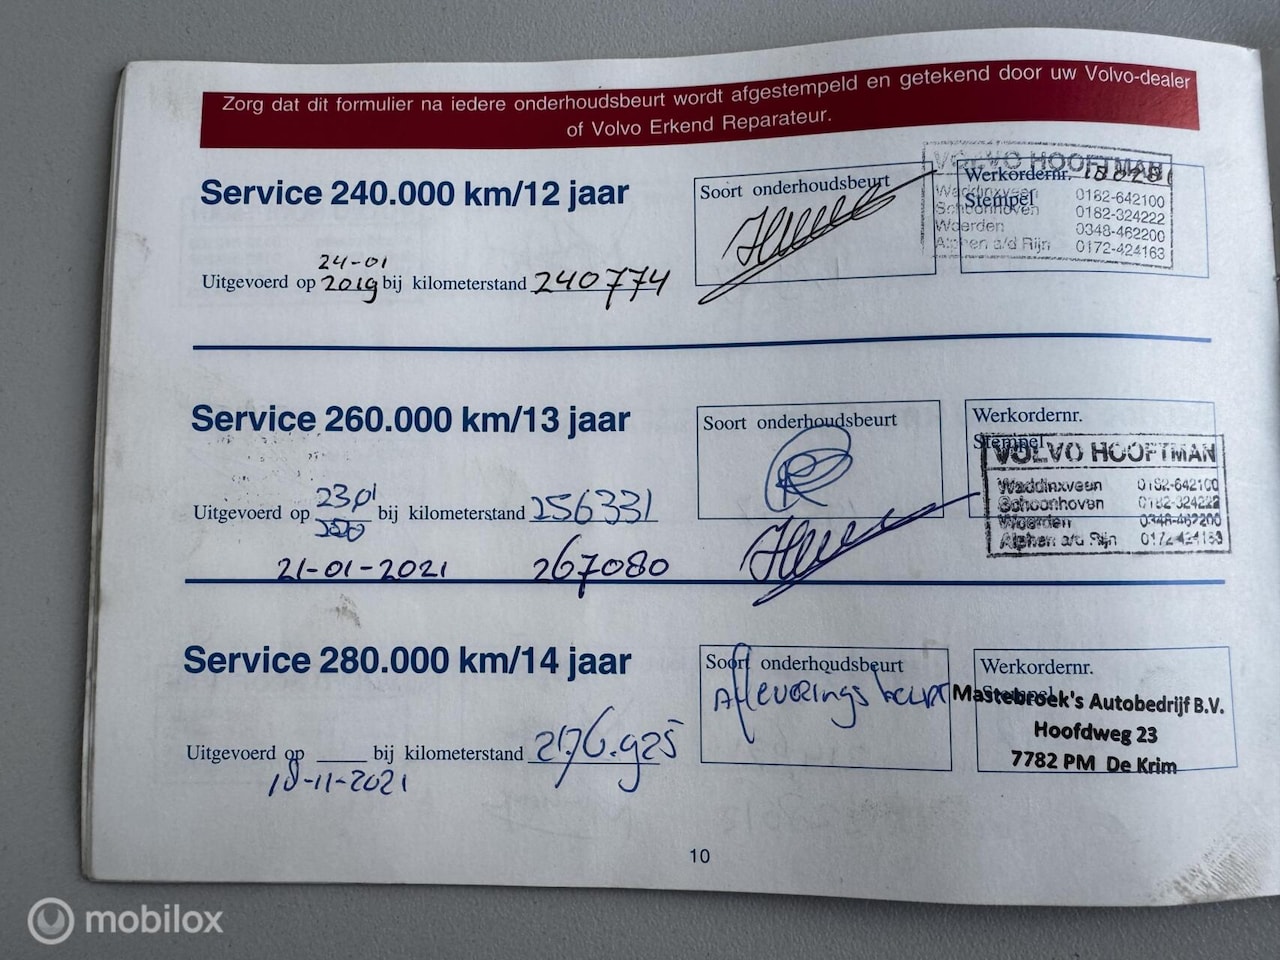 Zorg dat dit formulier na iedere onderhoudsbeurt wordt afgestempeld en getekend door uw Volvo-dealer
of Volvo Erkend Reparateur.
Service 240.000 km/12 jaar
Soort onderhoudsbeurt
Werkordernr.
Stempel
VOLVO HOOFTMAN
Waddinxveen 0182-642100
Schoonhoven 0182-324222
Woerden 0348-462200
Alphen a/d Rijn 0172-424163
24-01
Uitgevoerd op 2019 bij kilometerstand 240774
Service 260.000 km/13 jaar
Soort onderhoudsbeurt
Werkordernr.
Stempel
VOLVO HOOFTMAN
Waddinxveen 0182-642100
Schoonhoven 0182-324222
Woerden 0348-462200
Alphen a/d Rijn 0172-424163
Uitgevoerd op bij kilometerstand 256331
21-01-2021 267080
Service 280.000 km/14 jaar
Soort onderhoudsbeurt
Afleveringsbeurt
Werkordernr.
Stempel
Mastebroek's Autobedrijf B.V.
Hoofdweg 23
7782 PM De Krim
Uitgevoerd op bij kilometerstand 276.925
10-11-2021
10
mobilox